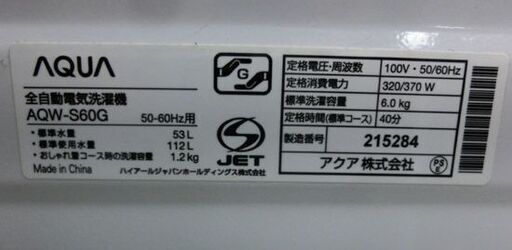 AQUA
全自動電気洗濯機
AQW-S60G 50-60Hz用
・標準水量 53L
・標準使用水量 112L
・おしゃれ着コース時の洗濯容量 1.2kg
Made in China
ハイアールジャパンホールディングス株式会社
G
S
JET
定格電圧・周波数 100V・50/60Hz
定格消費電力 320/370 W
標準洗濯容量 6.0 kg
定格時間(標準コース) 40分
製造番号 215284
アクア 株式会社
PS
E